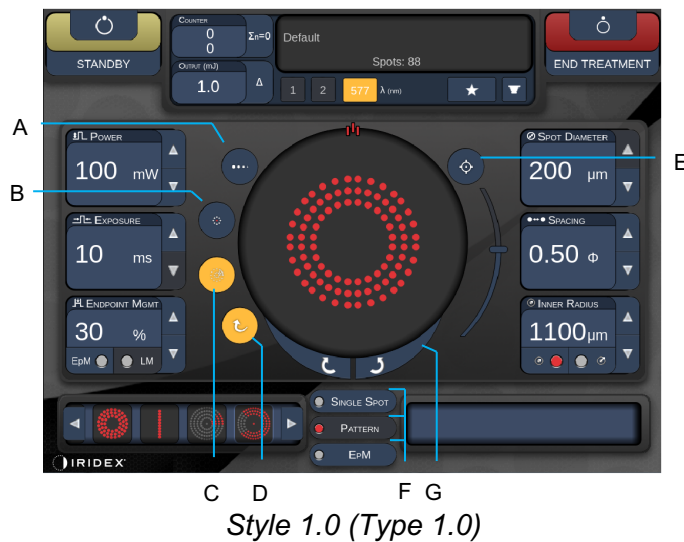 STANDBY
COUNTER
0
0
Σn=0
OUTPUT (mJ)
1.0
Δ
Default
Spots: 88
1 2 577 λ (nm)
END TREATMENT
A
B
E
POWER
100 mW
EXPOSURE
10 ms
ENDPOINT MGMT
30 %
EpM LM
SPOT DIAMETER
200 µm
SPACING
0.50 Φ
INNER RADIUS
1100µm
SINGLE SPOT
PATTERN
EPM
IRIDEX
C D F G
Style 1.0 (Type 1.0)